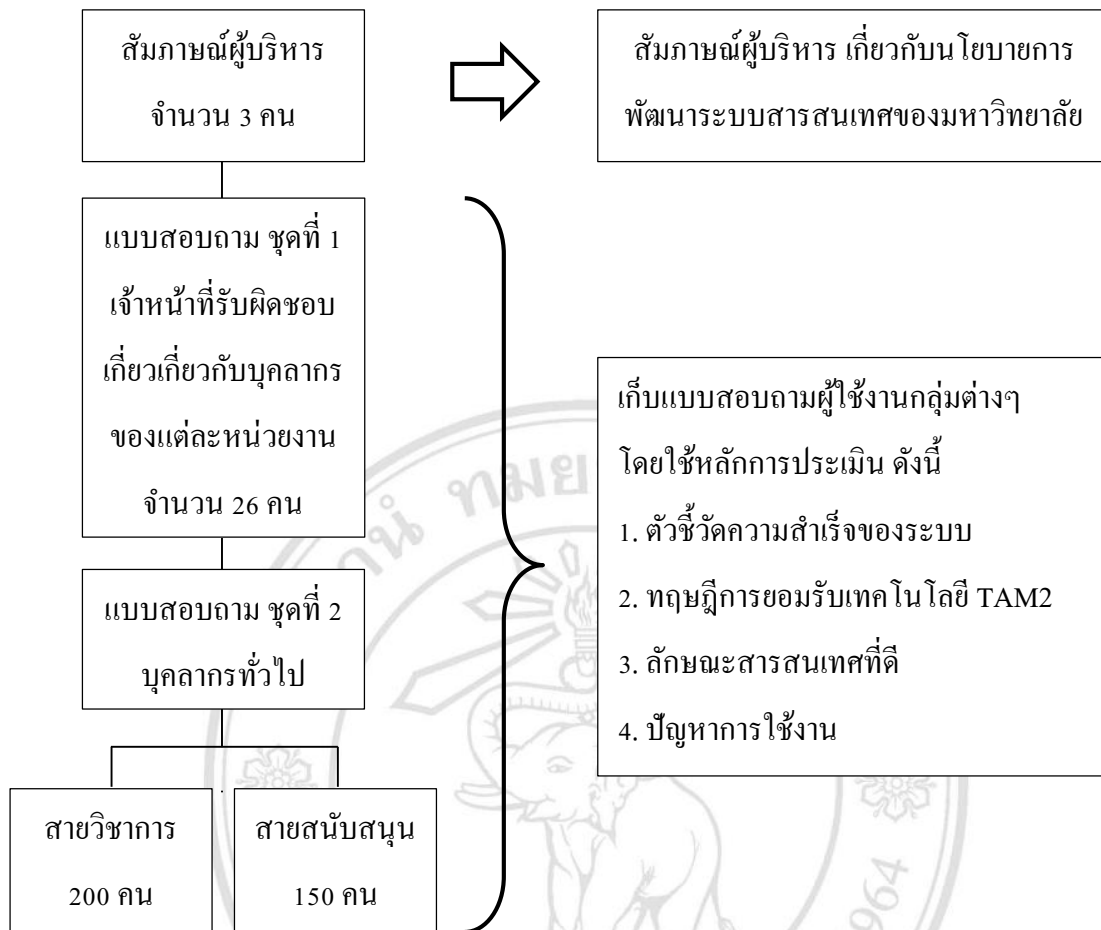 สัมภาษณ์ผู้บริหาร
จำนวน 3 คน
สัมภาษณ์ผู้บริหาร เกี่ยวกับนโยบายการ
พัฒนาระบบสารสนเทศของมหาวิทยาลัย
แบบสอบถาม ชุดที่ 1
เจ้าหน้าที่รับผิดชอบ
เกี่ยวเกี่ยวกับบุคลากร
ของแต่ละหน่วยงาน
จำนวน 26 คน
เก็บแบบสอบถามผู้ใช้งานกลุ่มต่างๆ
โดยใช้หลักการประเมิน ดังนี้
1. ตัวชี้วัดความสำเร็จของระบบ
2. ทฤษฎีการยอมรับเทคโนโลยี TAM2
3. ลักษณะสารสนเทศที่ดี
4. ปัญหาการใช้งาน
แบบสอบถาม ชุดที่ 2
บุคลากรทั่วไป
สายวิชาการ
200 คน
สายสนับสนุน
150 คน
1964